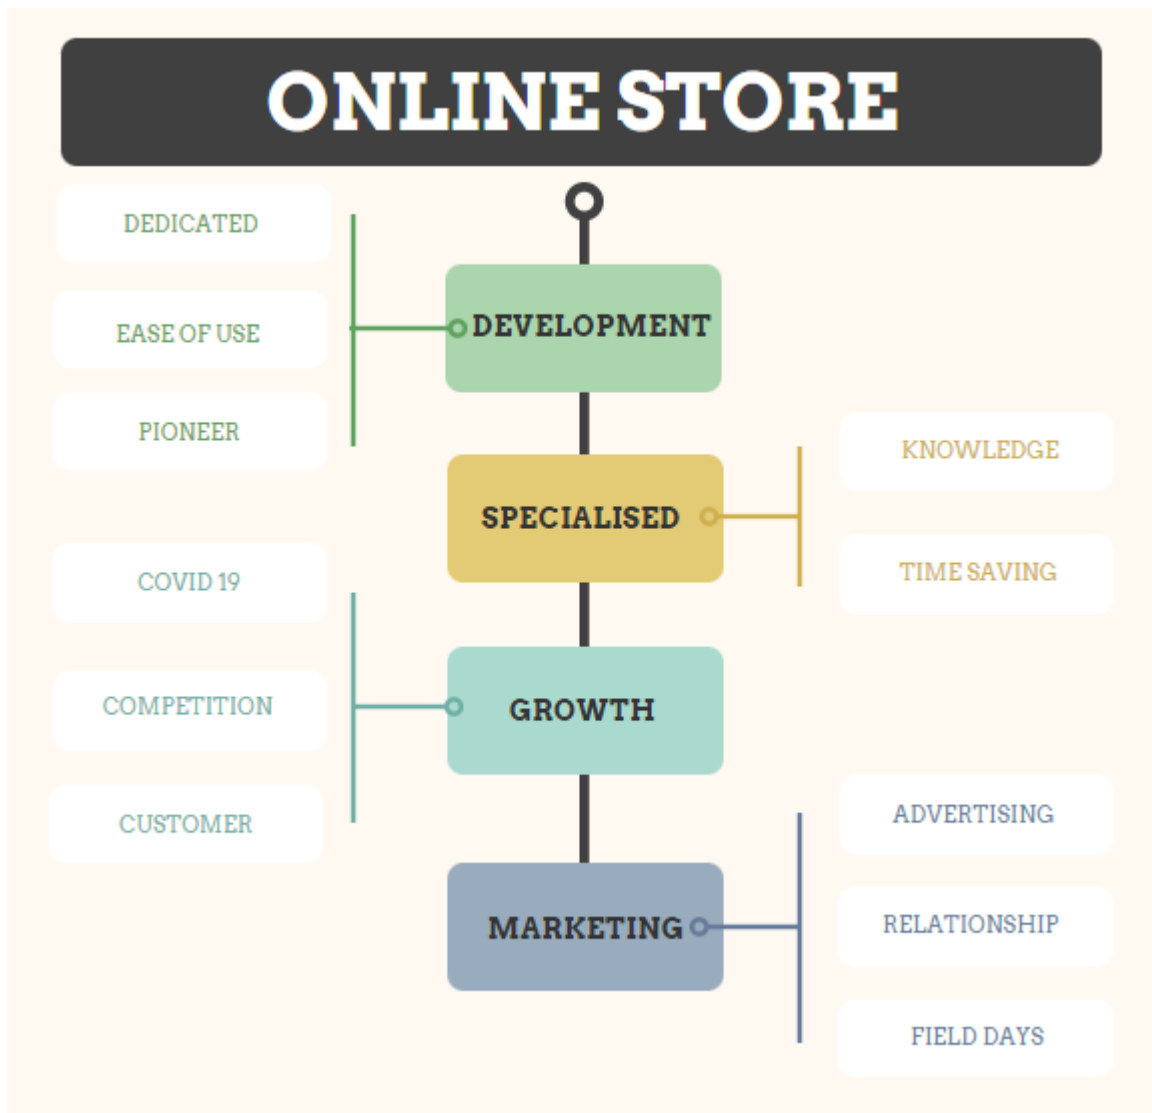 ONLINE STORE
DEDICATED
EASE OF USE
PIONEER
DEVELOPMENT
SPECIALISED
KNOWLEDGE
TIME SAVING
COVID 19
COMPETITION
CUSTOMER
GROWTH
MARKETING
ADVERTISING
RELATIONSHIP
FIELD DAYS